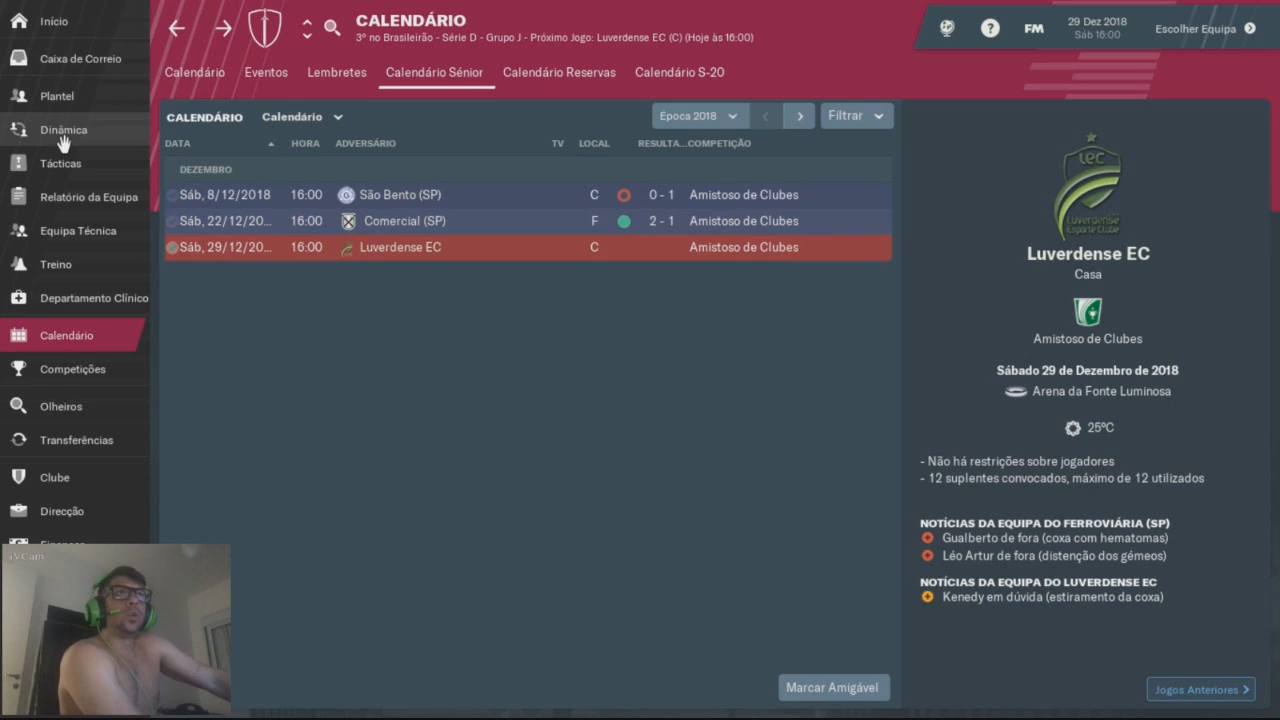 Início
Caixa de Correio
Plantel
Dinâmica
Tácticas
Relatório da Equipa
Equipa Técnica
Treino
Departamento Clínico
Calendário
Competições
Olheiros
Transferências
Clube
Direcção
iVCam
CALENDÁRIO
3º no Brasileirão - Série D - Grupo J - Próximo Jogo: Luverdense EC (C) (Hoje às 16:00)
FM
29 Dez 2018
Sáb 16:00
Escolher Equipa
Calendário Eventos Lembretes Calendário Sénior Calendário Reservas Calendário S-20
CALENDÁRIO Calendário Época 2018 Filtrar
DATA HORA ADVERSÁRIO TV LOCAL RESULTA... COMPETIÇÃO
DEZEMBRO
Sáb, 8/12/2018 16:00 São Bento (SP) C 0 - 1 Amistoso de Clubes
Sáb, 22/12/20... 16:00 Comercial (SP) F 2 - 1 Amistoso de Clubes
Sáb, 29/12/20... 16:00 Luverdense EC C Amistoso de Clubes
Marcar Amigável
LEC
Luverdense
Esporte Clube
Luverdense EC
Casa
Amistoso de Clubes
Sábado 29 de Dezembro de 2018
Arena da Fonte Luminosa
25ºC
- Não há restrições sobre jogadores
- 12 suplentes convocados, máximo de 12 utilizados
NOTÍCIAS DA EQUIPA DO FERROVIÁRIA (SP)
Gualberto de fora (coxa com hematomas)
Léo Artur de fora (distenção dos gémeos)
NOTÍCIAS DA EQUIPA DO LUVERDENSE EC
Kenedy em dúvida (estiramento da coxa)
Jogos Anteriores